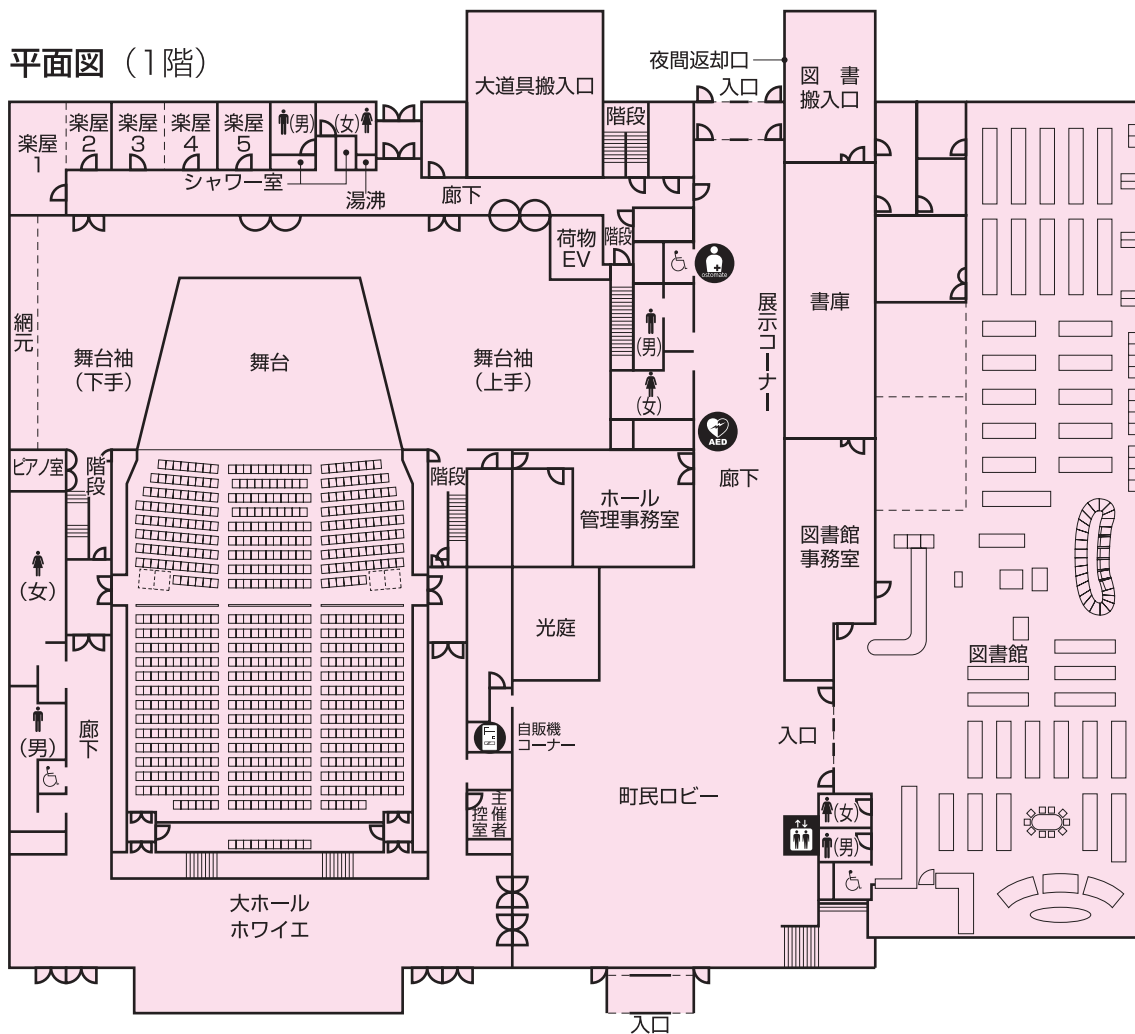 平面図（1階）
夜間返却口
入口
図書
搬入口
大道具搬入口
階段
楽屋
1
楽屋
2
楽屋
3
楽屋
4
楽屋
5
(男)
(女)
シャワー室
湯沸
廊下
荷物
EV
階段
ostomate
網元
舞台袖
(下手)
舞台
舞台袖
(上手)
(男)
(女)
展示コーナー
書庫
AED
廊下
ピアノ室
階段
階段
ホール
管理事務室
図書館
事務室
(女)
光庭
図書館
(男)
廊下
自販機
コーナー
入口
町民ロビー
主催者
控室
(女)
(男)
大ホール
ホワイエ
入口